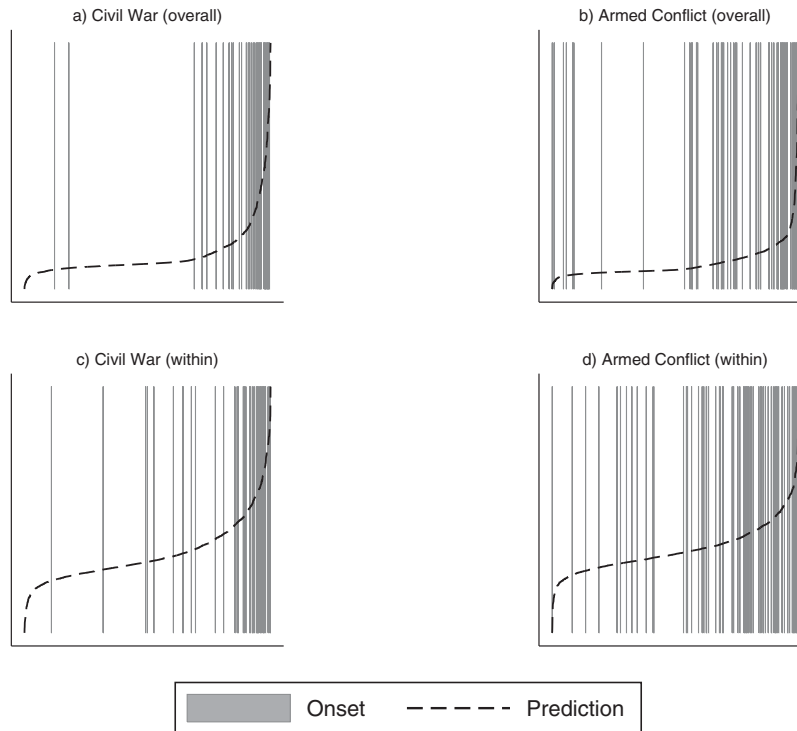 a) Civil War (overall)
b) Armed Conflict (overall)
c) Civil War (within)
d) Armed Conflict (within)
Onset
Prediction